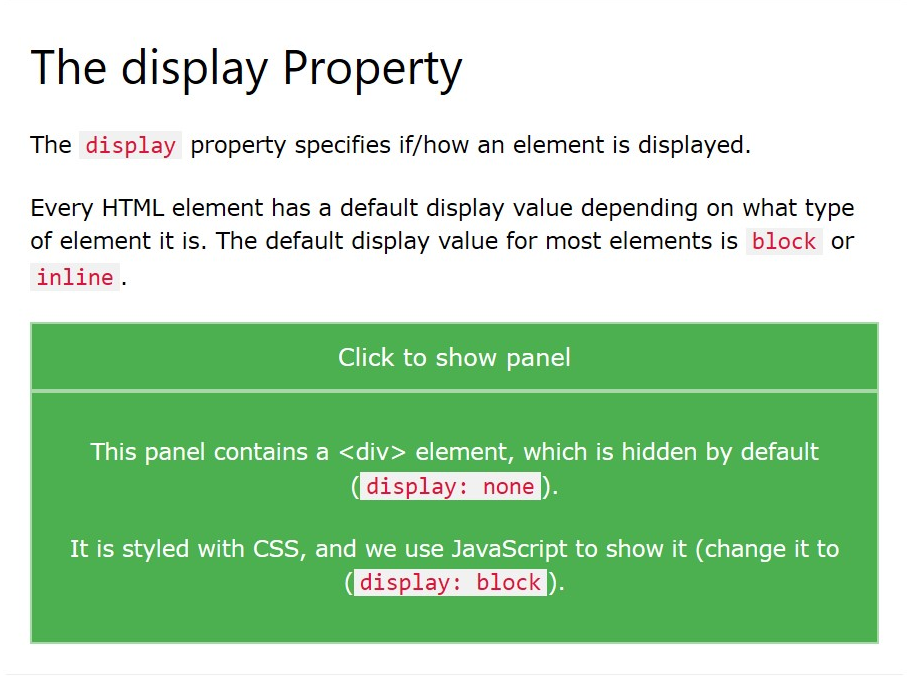 The display Property
The display property specifies if/how an element is displayed.
Every HTML element has a default display value depending on what type
of element it is. The default display value for most elements is block or
inline.
Click to show panel
This panel contains a <div> element, which is hidden by default
(display: none).
It is styled with CSS, and we use JavaScript to show it (change it to
(display: block).